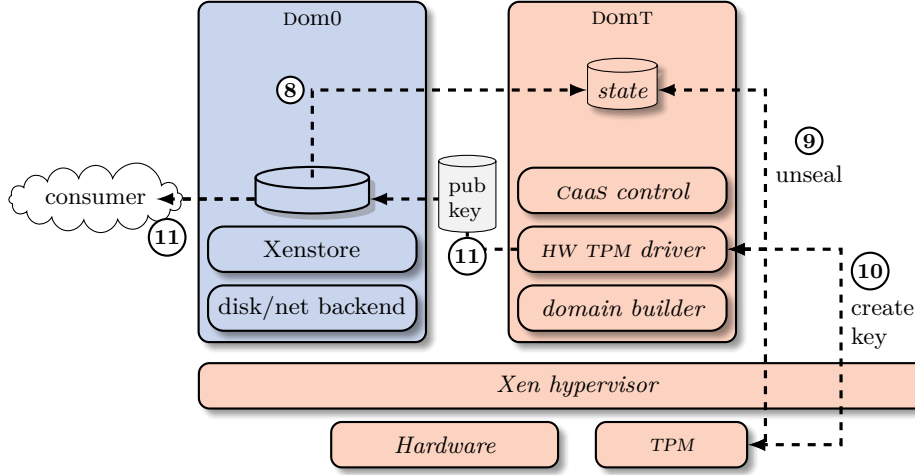 Dom0
DomT
8
state
9
unseal
pub
key
consumer
CaaS control
11
11
Xenstore
HW TPM driver
10
create
key
disk/net backend
domain builder
Xen hypervisor
Hardware
TPM